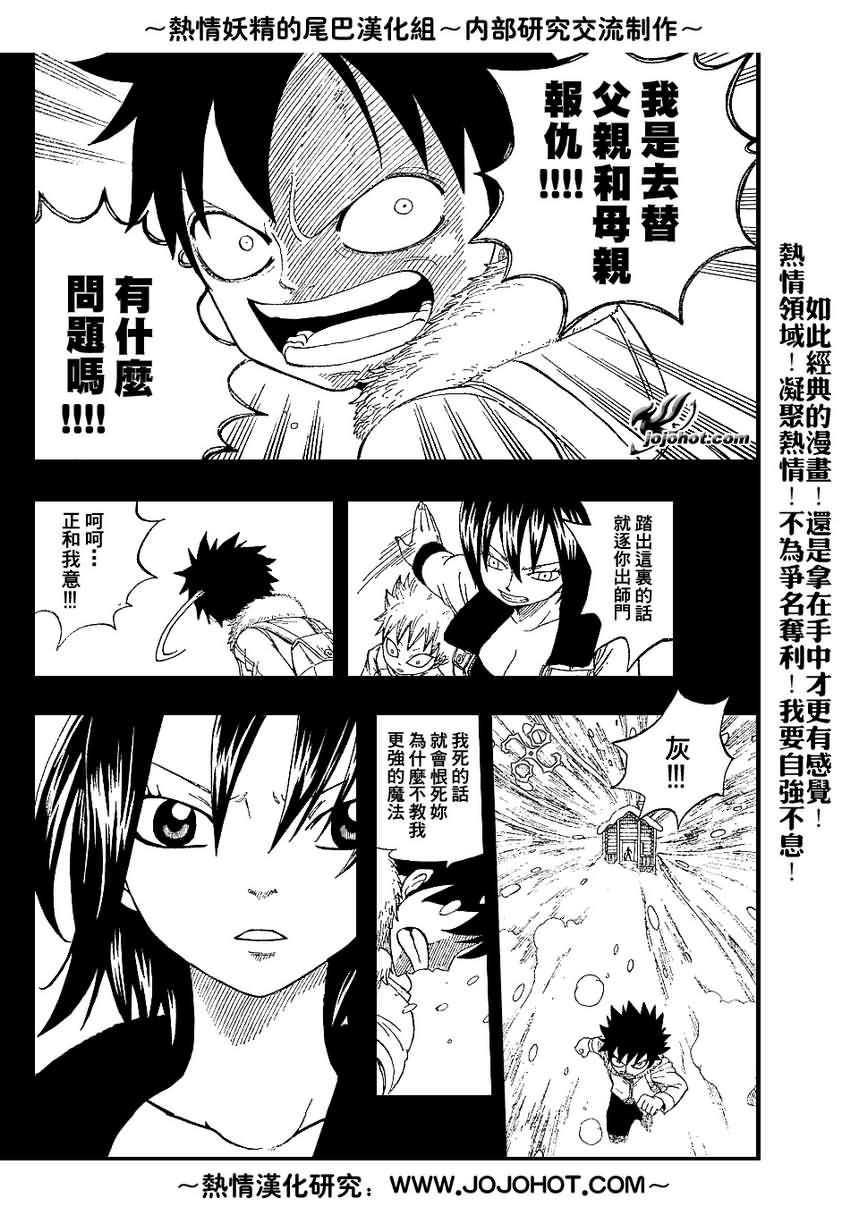 ～熱情妖精的尾巴漢化組～内部研究交流制作～
我是去替
父親和母親
報仇!!!!
有什麼
問題嗎!!!!
jojohot.com
踏出這裏的話
就逐你出師門
呵呵…
正和我意!!!
灰!!!
我死的話
就會恨死妳
為什麼不教我
更強的魔法
如此經典的漫畫！還是拿在手中才更有感覺！
熱情領域！凝聚熱情！不為爭名奪利！我要自強不息！
～熱情漢化研究：WWW.JOJOHOT.COM～